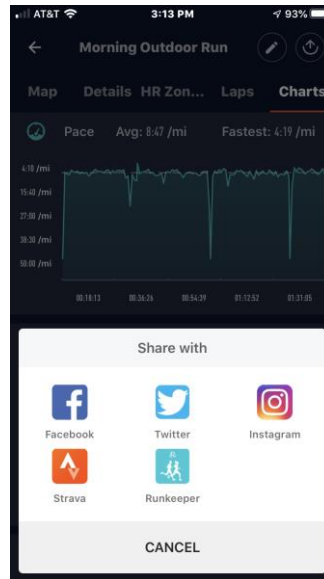 AT&T 3:13 PM 93%
Morning Outdoor Run
Map Details HR Zon... Laps Charts
Pace Avg: 8:47 /mi Fastest: 4:19 /mi
4:10 /mi
15:40 /mi
27:00 /mi
38:30 /mi
50:00 /mi
00:18:13 00:36:26 00:54:39 01:12:52 01:31:05
Share with
Facebook Twitter Instagram
Strava Runkeeper
CANCEL